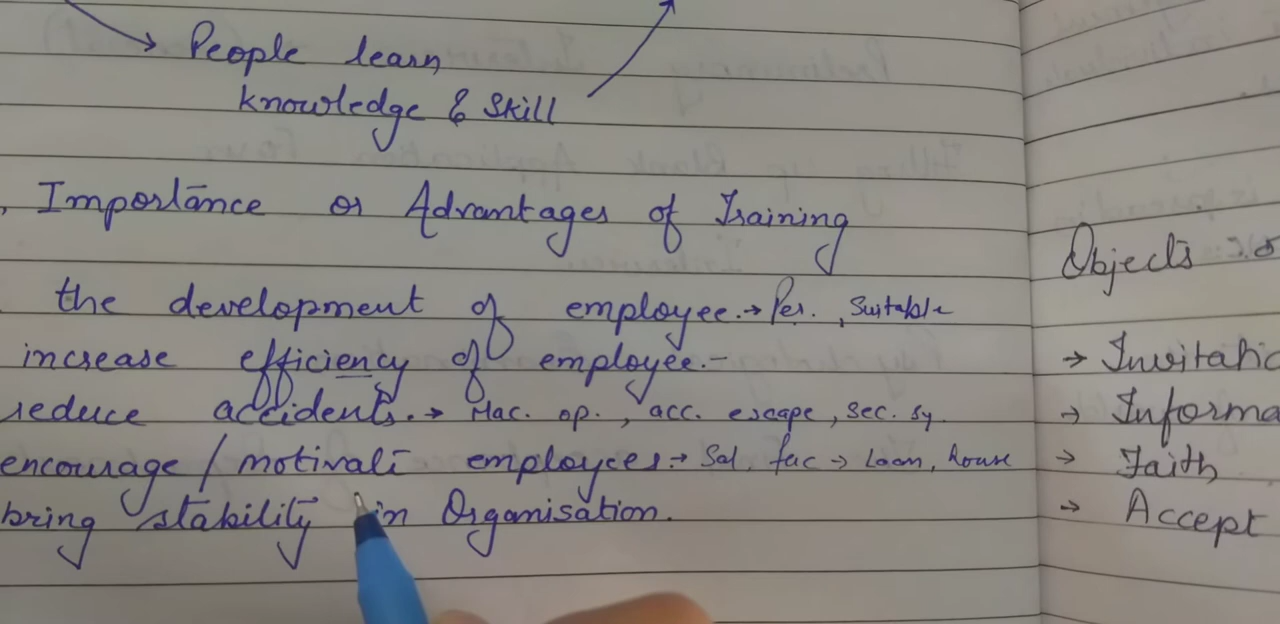 People learn
knowledge & skill
Importance or Advantages of Training
the development of employee.→ Per. , Suitable
increase efficiency of employee.-
reduce accidents.→ Mac. op. , acc. escape , sec. sy.
encourage / motivate employees.→ Sal, fac → Loan, house
bring stability in Organisation.
Objects
→ Invitatio
→ Informa
→ Faith
→ Accept